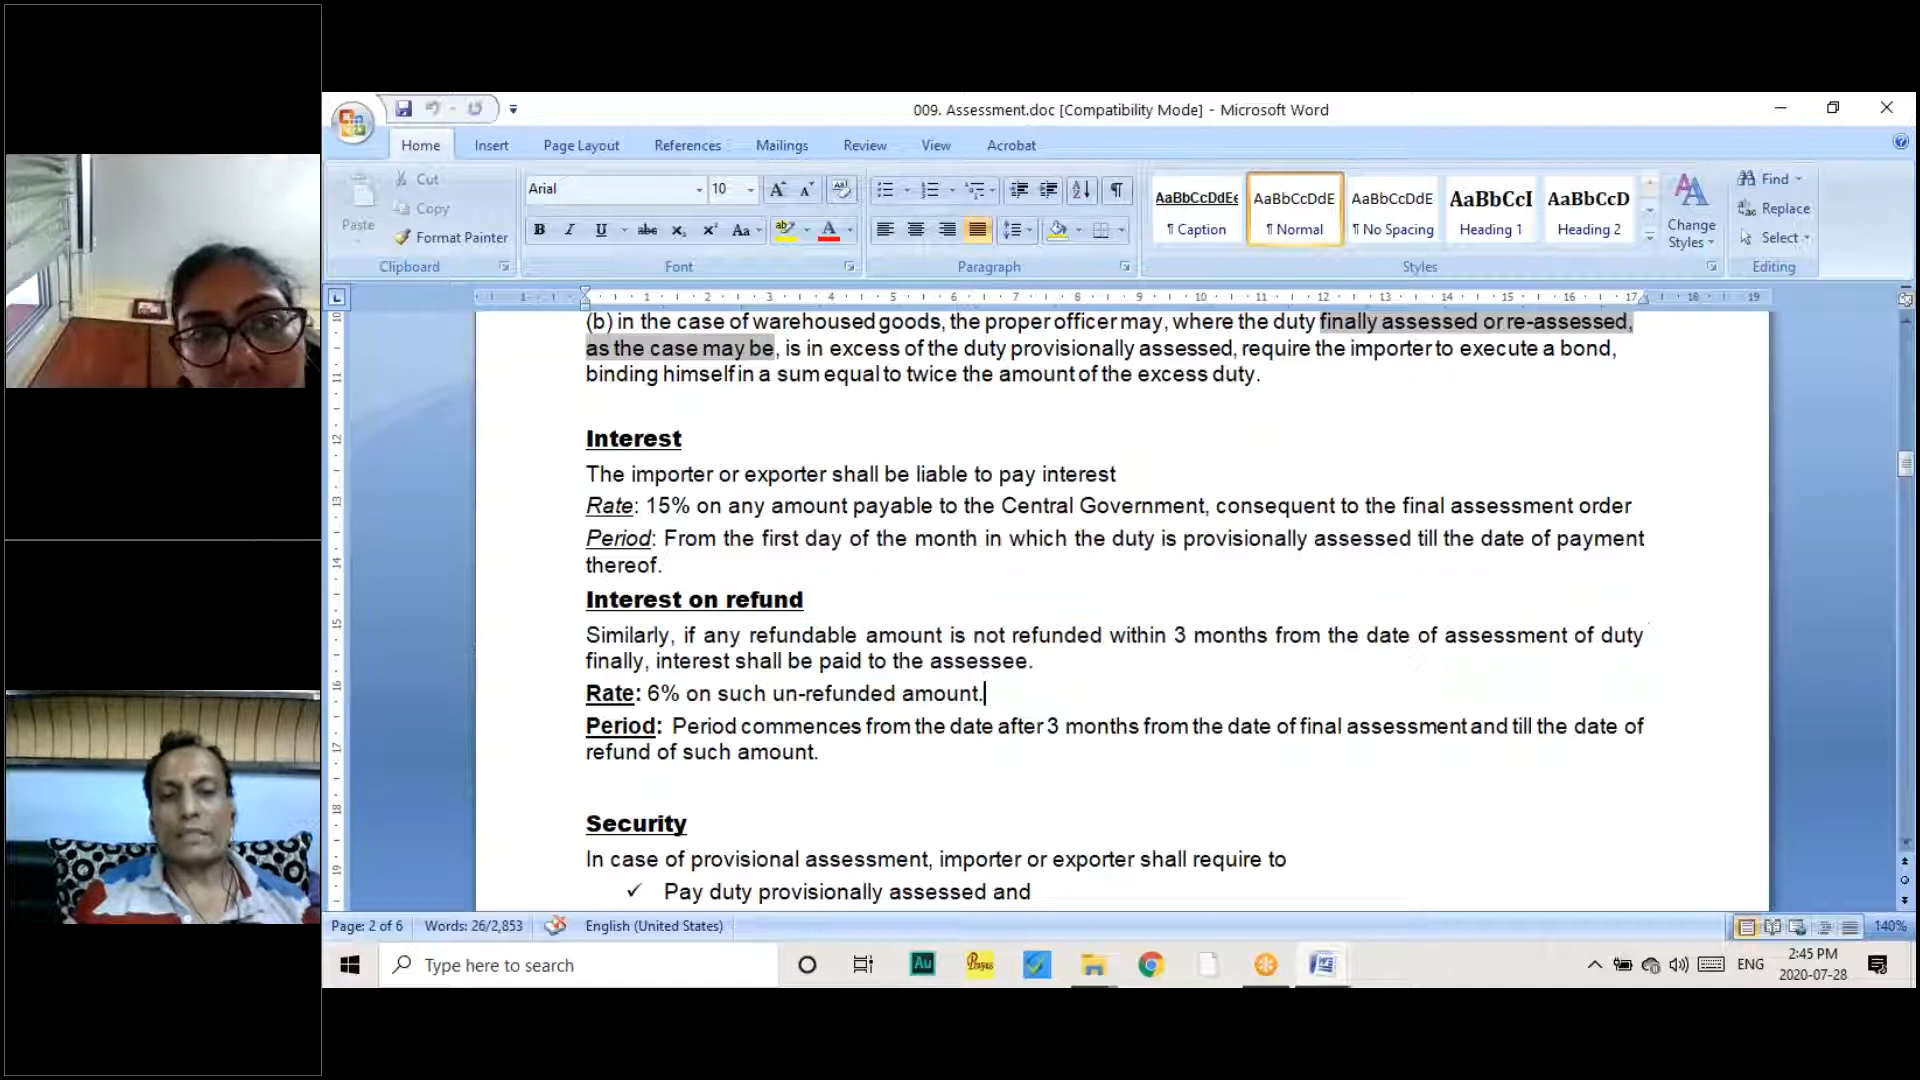 009. Assessment.doc [Compatibility Mode] - Microsoft Word
Home Insert Page Layout References Mailings Review View Acrobat
Paste
Cut
Copy
Format Painter
Clipboard
Arial 10
Font
Paragraph
AaBbCcDdEe AaBbCcDdE AaBbCcDdE AaBbCcI AaBbCcD
¶ Caption ¶ Normal ¶ No Spacing Heading 1 Heading 2
Change Styles
Styles
Find
Replace
Select
Editing
(b) in the case of warehoused goods, the proper officer may, where the duty finally assessed or re-assessed,
as the case may be, is in excess of the duty provisionally assessed, require the importer to execute a bond,
binding himself in a sum equal to twice the amount of the excess duty.
Interest
The importer or exporter shall be liable to pay interest
Rate: 15% on any amount payable to the Central Government, consequent to the final assessment order
Period: From the first day of the month in which the duty is provisionally assessed till the date of payment
thereof.
Interest on refund
Similarly, if any refundable amount is not refunded within 3 months from the date of assessment of duty
finally, interest shall be paid to the assessee.
Rate: 6% on such un-refunded amount.
Period: Period commences from the date after 3 months from the date of final assessment and till the date of
refund of such amount.
Security
In case of provisional assessment, importer or exporter shall require to
✓ Pay duty provisionally assessed and
Page: 2 of 6 Words: 26/2,853 English (United States) 140%
Type here to search
Au
ENG
2:45 PM
2020-07-28